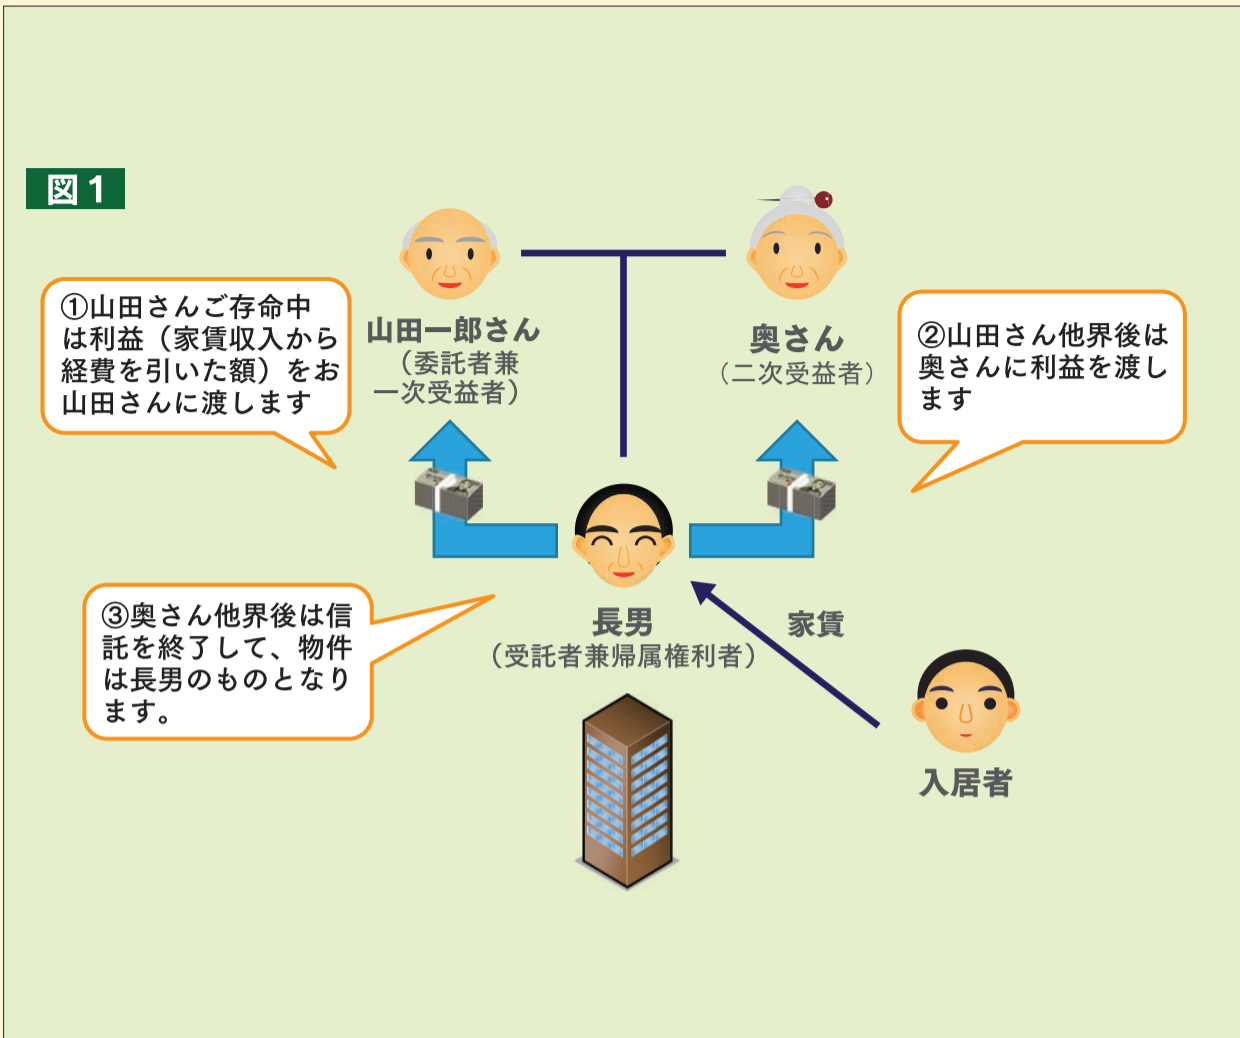 図1
①山田さんご存命中
は利益（家賃収入から
経費を引いた額）をお
山田さんに渡します
山田一郎さん
（委託者兼
一次受益者）
奥さん
（二次受益者）
②山田さん他界後は
奥さんに利益を渡し
ます
③奥さん他界後は信
託を終了して、物件
は長男のものとなり
ます。
長男
（受託者兼帰属権利者）
家賃
入居者